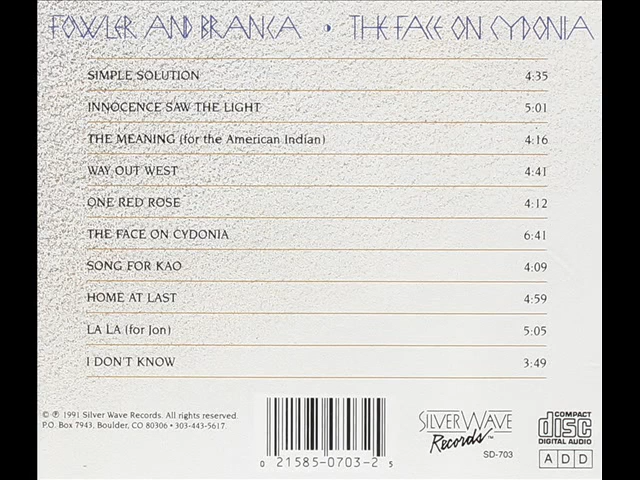 FOWLER AND BRANCA • THE FACE ON CYDONIA
SIMPLE SOLUTION 4:35
INNOCENCE SAW THE LIGHT 5:01
THE MEANING (for the American Indian) 4:16
WAY OUT WEST 4:41
ONE RED ROSE 4:12
THE FACE ON CYDONIA 6:41
SONG FOR KAO 4:09
HOME AT LAST 4:59
LA LA (for Jon) 5:05
I DON'T KNOW 3:49
© ℗ 1991 Silver Wave Records. All rights reserved.
P.O. Box 7943, Boulder, CO 80306 • 303-443-5617.
0 21585-0703-2 5
SILVER WAVE
Records™
SD-703
COMPACT
disc
DIGITAL AUDIO
A D D